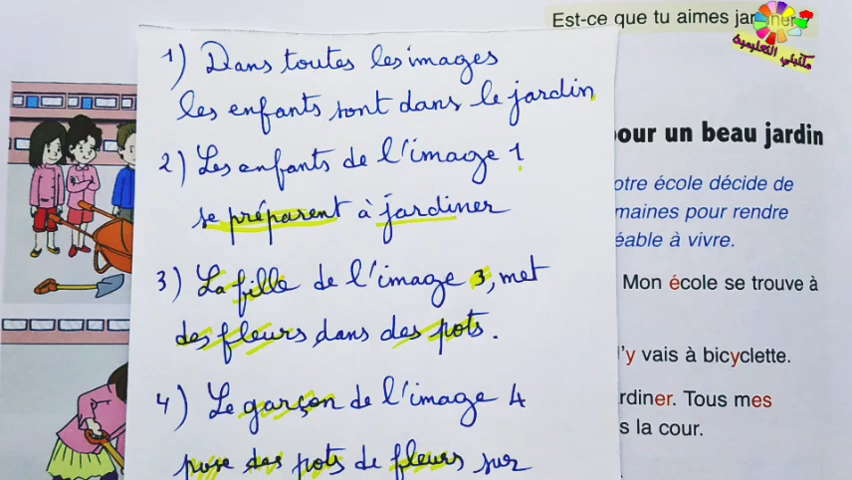 Est-ce que tu aimes jardiner ?
مكتبتي التعليمية
1) Dans toutes les images
les enfants sont dans le jardin.
2) Les enfants de l'image 1
se préparent à jardiner
3) La fille de l'image 3, met
des fleurs dans des pots.
4) Le garçon de l'image 4
pose des pots de fleurs sur
pour un beau jardin
otre école décide de
maines pour rendre
éable à vivre.
Mon école se trouve à
j'y vais à bicyclette.
rdiner. Tous mes
s la cour.